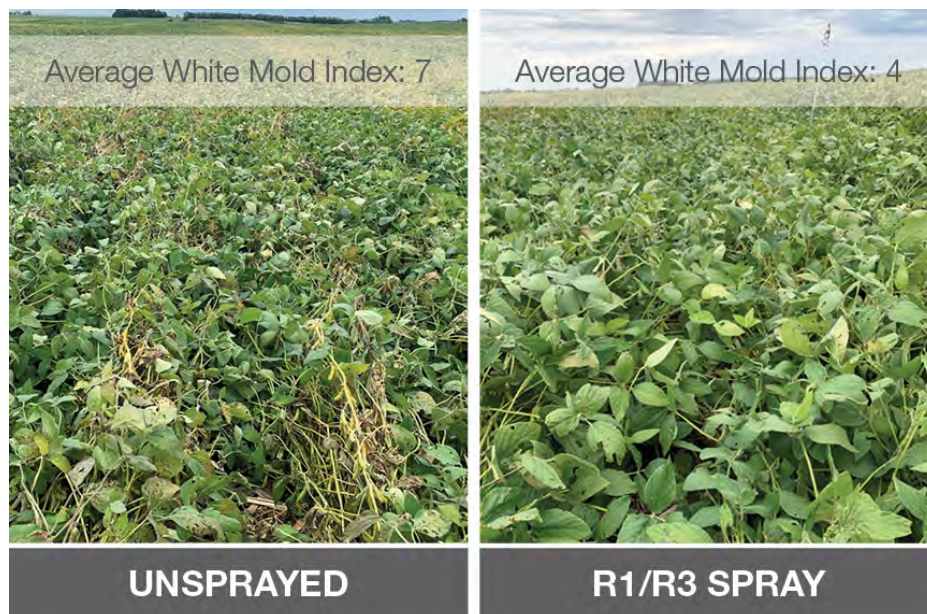 Average White Mold Index: 7
Average White Mold Index: 4
UNSPRAYED
R1/R3 SPRAY